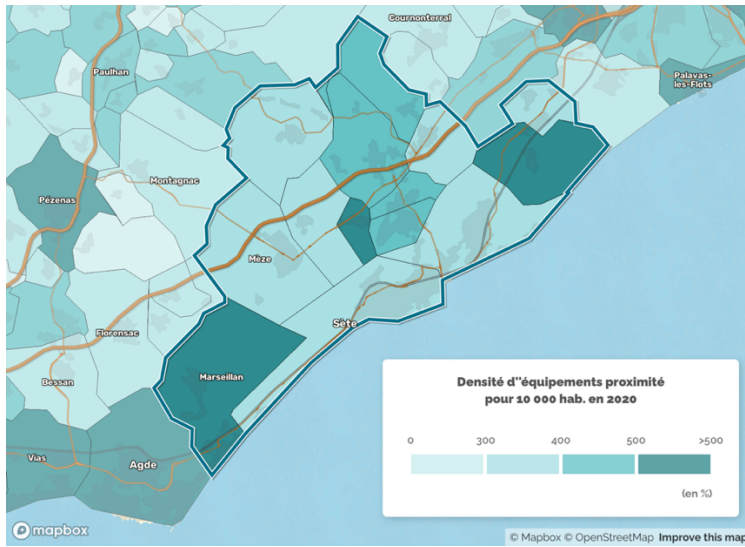 Cournonterral
Paulhan
Palavas-
les-Flots
Montagnac
Pézenas
Mèze
Sète
Florensac
Marseillan
Bessan
Vias
Agde
Densité d''équipements proximité
pour 10 000 hab. en 2020
0 300 400 500 >500
(en %)
mapbox
© Mapbox © OpenStreetMap Improve this map